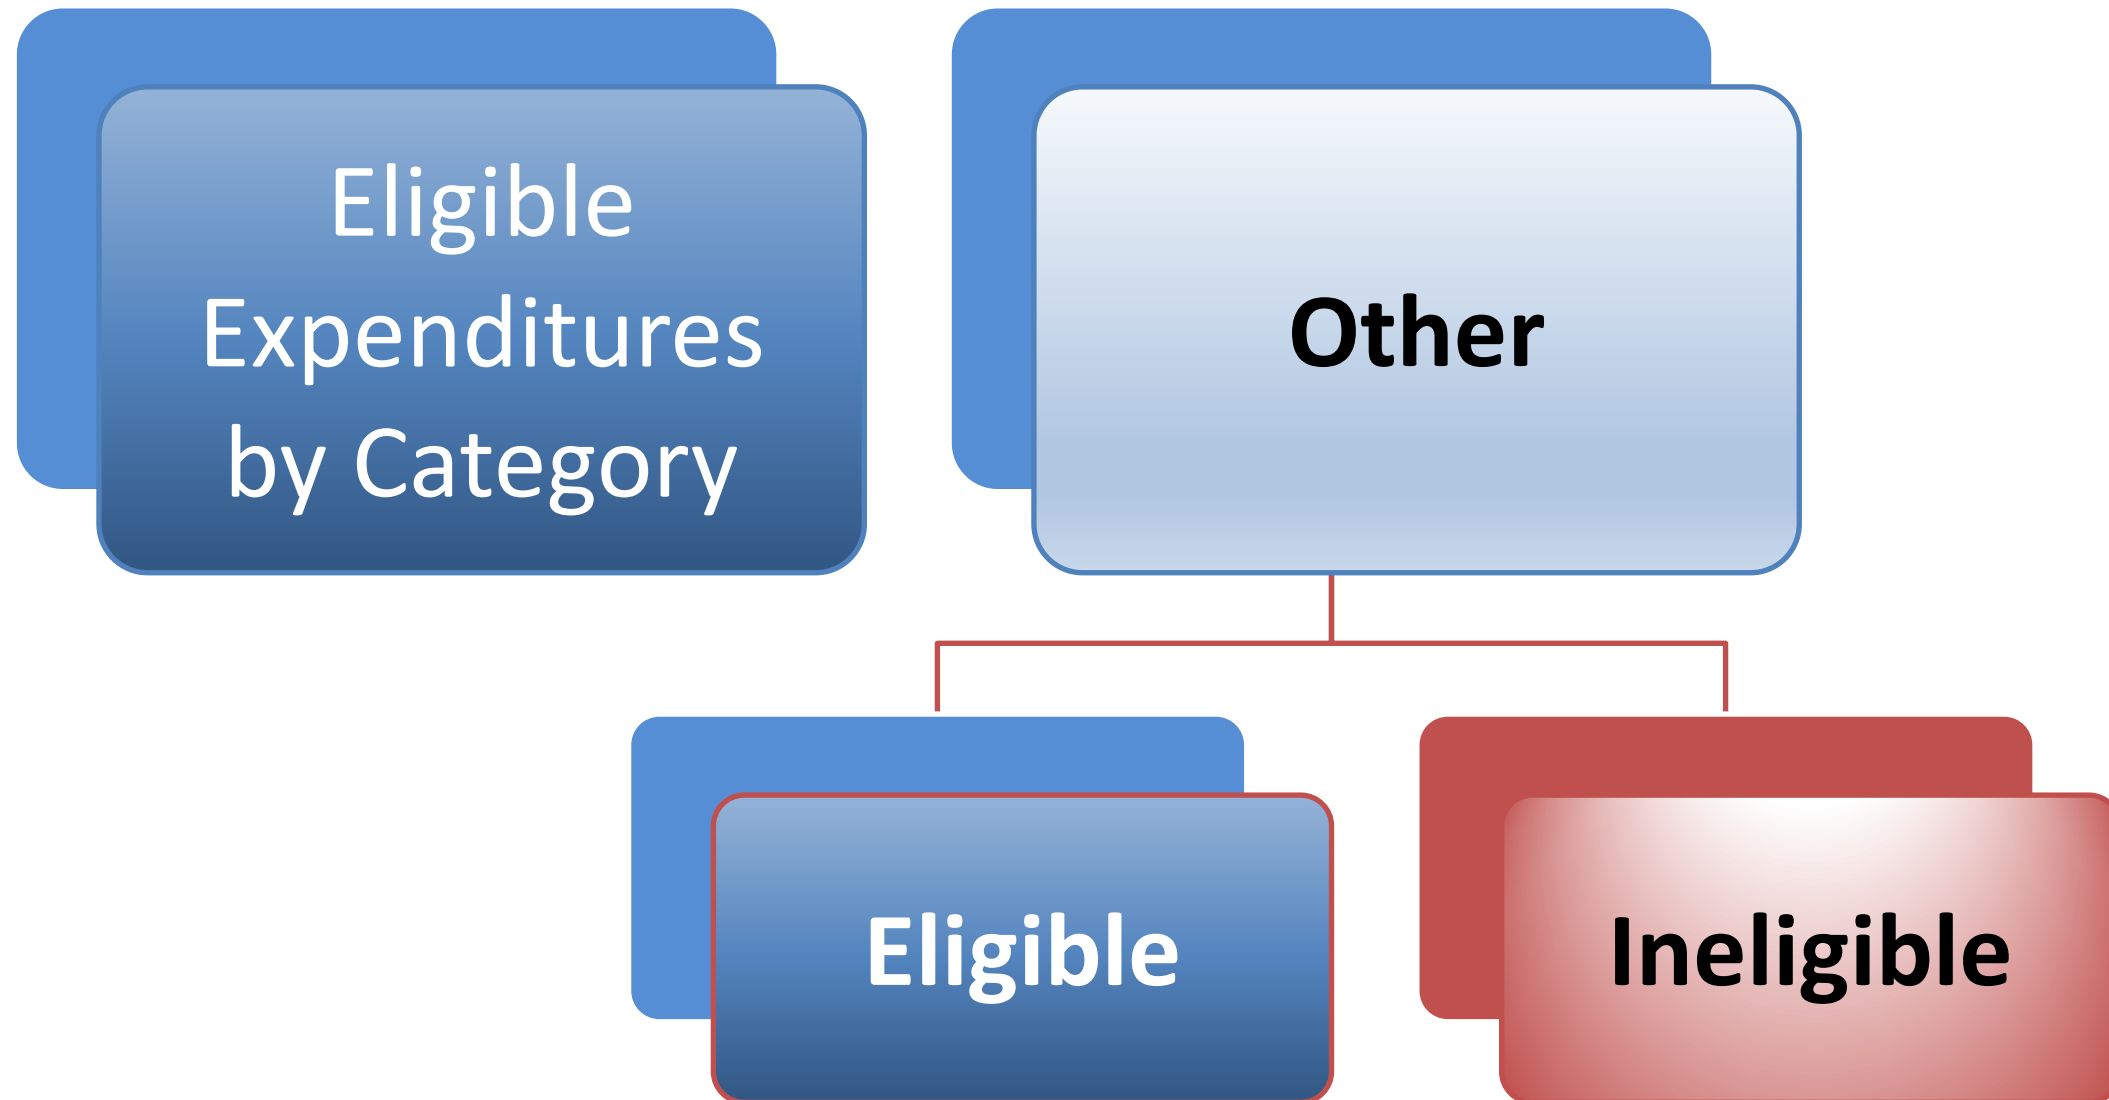 Eligible
Expenditures
by Category
Other
Eligible
Ineligible